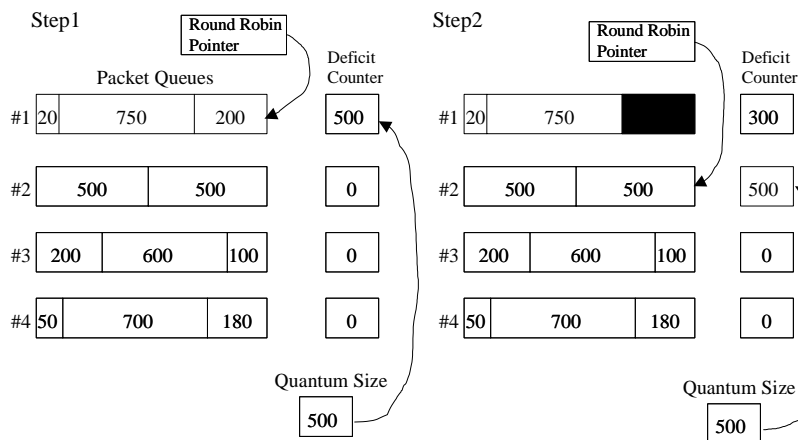 Step1
Round Robin
Pointer
Deficit
Counter
Packet Queues
#1 20 750 200 500
#2 500 500 0
#3 200 600 100 0
#4 50 700 180 0
Quantum Size
500
Step2
Round Robin
Pointer
Deficit
Counter
#1 20 750 300
#2 500 500 500
#3 200 600 100 0
#4 50 700 180 0
Quantum Size
500